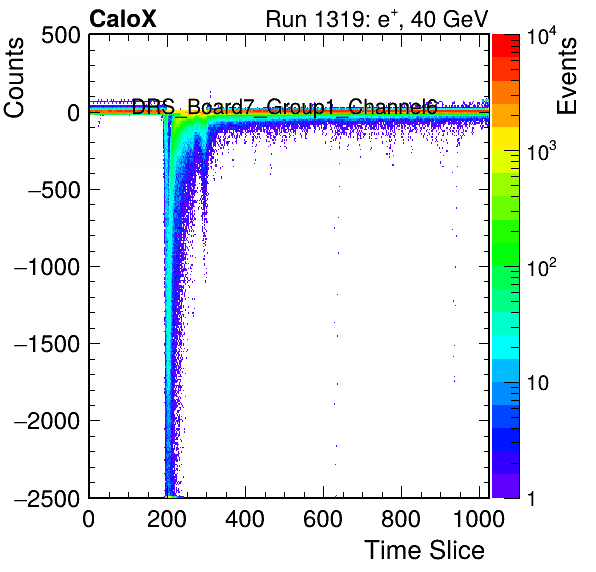 CaloX Run 1319: e+, 40 GeV
500
0
−500
−1000
−1500
−2000
−2500
0 200 400 600 800 1000
Time Slice
Counts
DRS_Board7_Group1_Channel6
10^4
10^3
10^2
10
1
Events